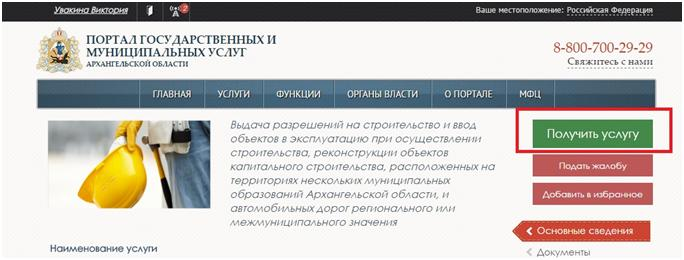 Увакина Виктория
2
Ваше местоположение: Российская Федерация
ПОРТАЛ ГОСУДАРСТВЕННЫХ И
МУНИЦИПАЛЬНЫХ УСЛУГ
АРХАНГЕЛЬСКОЙ ОБЛАСТИ
8-800-700-29-29
Свяжитесь с нами
ГЛАВНАЯ УСЛУГИ ФУНКЦИИ ОРГАНЫ ВЛАСТИ О ПОРТАЛЕ МФЦ
Выдача разрешений на строительство и ввод
объектов в эксплуатацию при осуществлении
строительства, реконструкции объектов
капитального строительства, расположенных на
территориях нескольких муниципальных
образований Архангельской области, и
автомобильных дорог регионального или
межмуниципального значения
Получить услугу
Подать жалобу
Добавить в избранное
Основные сведения
Документы
Наименование услуги